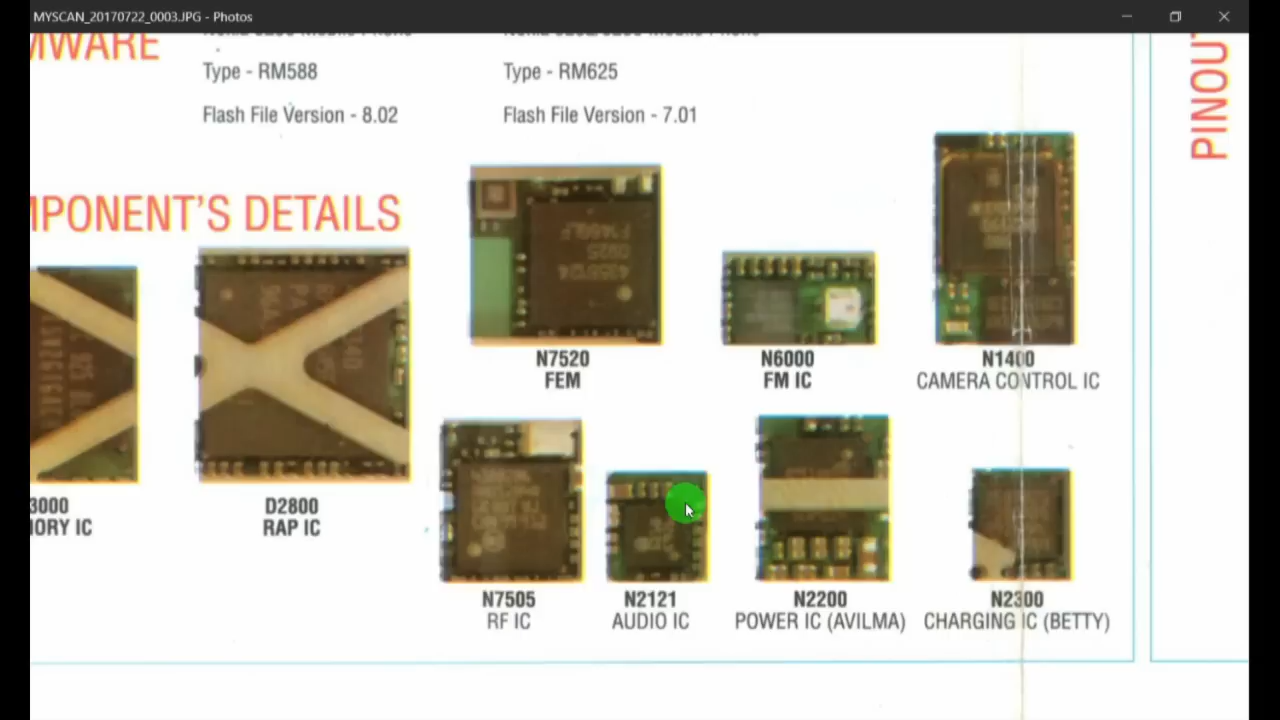 MYSCAN_20170722_0003.JPG - Photos
MWARE
Type - RM588
Type - RM625
Flash File Version - 8.02
Flash File Version - 7.01
PINOU
MPONENT'S DETAILS
N7520
FEM
N6000
FM IC
N1400
CAMERA CONTROL IC
3000
ORY IC
D2800
RAP IC
N7505
RF IC
N2121
AUDIO IC
N2200
POWER IC (AVILMA)
N2300
CHARGING IC (BETTY)